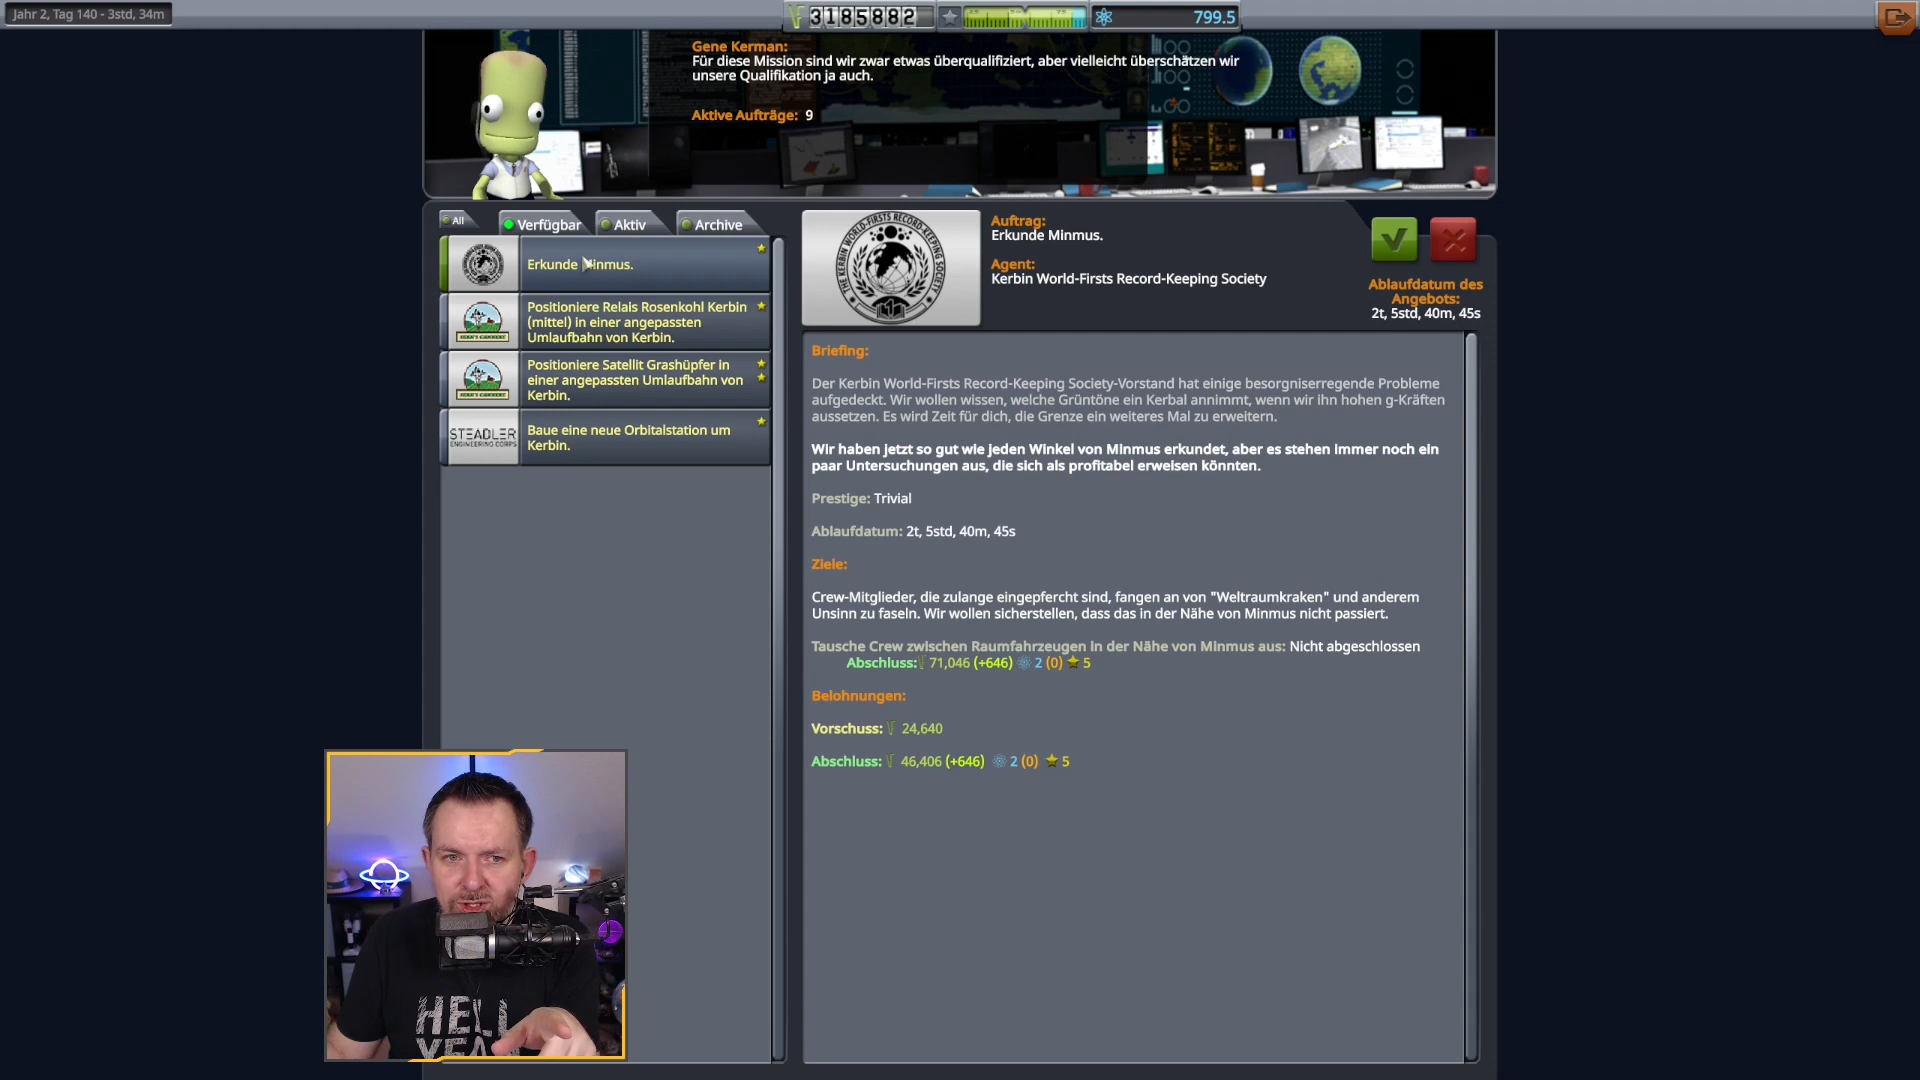 Jahr 2, Tag 140 - 3std, 34m
3185882
799.5
Gene Kerman:
Für diese Mission sind wir zwar etwas überqualifiziert, aber vielleicht überschätzen wir
unsere Qualifikation ja auch.
Aktive Aufträge: 9
All
Verfügbar
Aktiv
Archive
Erkunde Minmus.
Positioniere Relais Rosenkohl Kerbin
(mittel) in einer angepassten
Umlaufbahn von Kerbin.
Positioniere Satellit Grashüpfer in
einer angepassten Umlaufbahn von
Kerbin.
STEADLER
ENGINEERING CORPS
Baue eine neue Orbitalstation um
Kerbin.
THE KERBIN WORLD-FIRSTS RECORD-KEEPING SOCIETY
Auftrag:
Erkunde Minmus.
Agent:
Kerbin World-Firsts Record-Keeping Society
Ablaufdatum des
Angebots:
2t, 5std, 40m, 45s
Briefing:
Der Kerbin World-Firsts Record-Keeping Society-Vorstand hat einige besorgniserregende Probleme
aufgedeckt. Wir wollen wissen, welche Grüntöne ein Kerbal annimmt, wenn wir ihn hohen g-Kräften
aussetzen. Es wird Zeit für dich, die Grenze ein weiteres Mal zu erweitern.
Wir haben jetzt so gut wie jeden Winkel von Minmus erkundet, aber es stehen immer noch ein
paar Untersuchungen aus, die sich als profitabel erweisen könnten.
Prestige: Trivial
Ablaufdatum: 2t, 5std, 40m, 45s
Ziele:
Crew-Mitglieder, die zulange eingepfercht sind, fangen an von "Weltraumkraken" und anderem
Unsinn zu faseln. Wir wollen sicherstellen, dass das in der Nähe von Minmus nicht passiert.
Tausche Crew zwischen Raumfahrzeugen in der Nähe von Minmus aus: Nicht abgeschlossen
Abschluss: 71,046 (+646) 2 (0) 5
Belohnungen:
Vorschuss: 24,640
Abschluss: 46,406 (+646) 2 (0) 5
HELL
YEAH